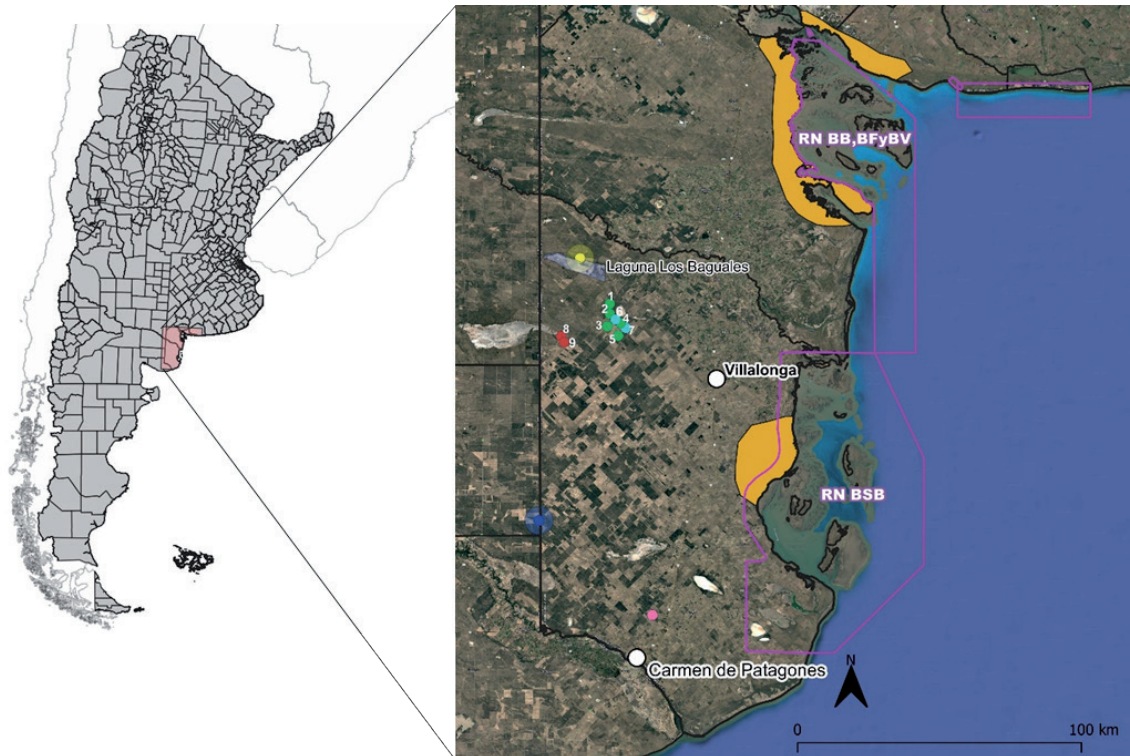 RN BB,BFyBV
Laguna Los Baguales
1
2
6
3
4
7
5
8
9
Villalonga
RN BSB
Carmen de Patagones
N
0
100 km